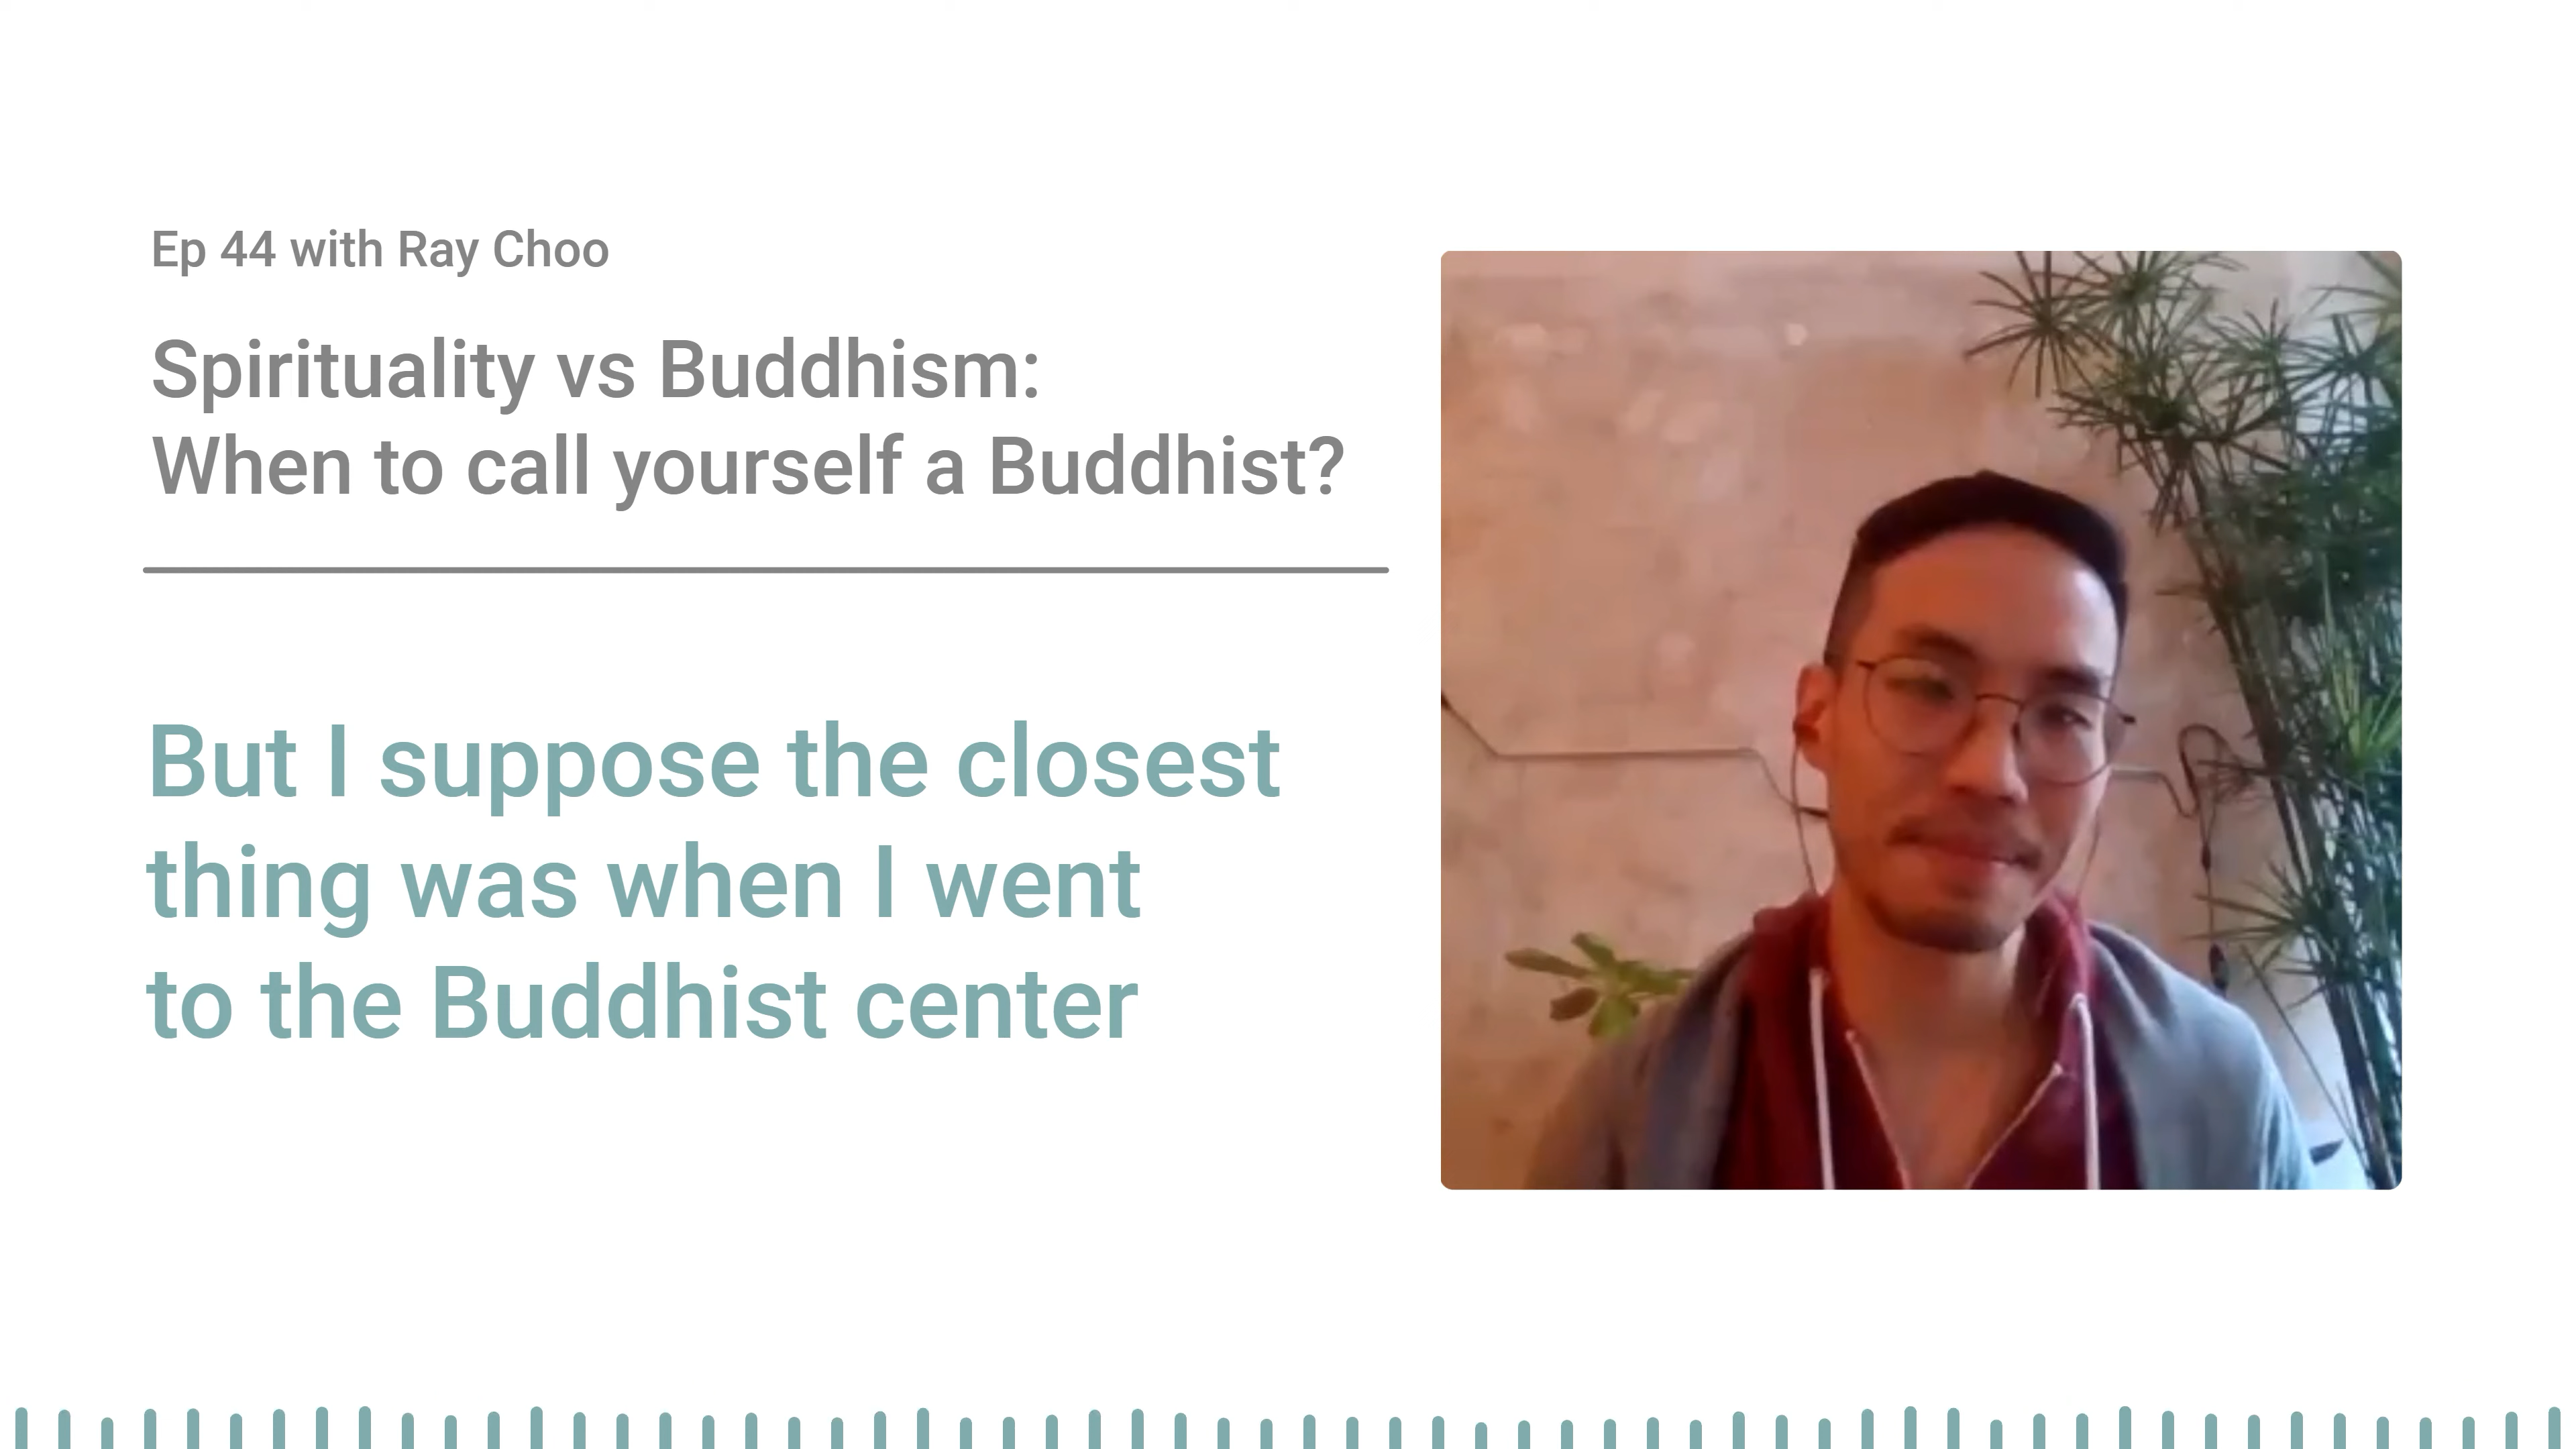 Ep 44 with Ray Choo
Spirituality vs Buddhism:
When to call yourself a Buddhist?
But I suppose the closest
thing was when I went
to the Buddhist center